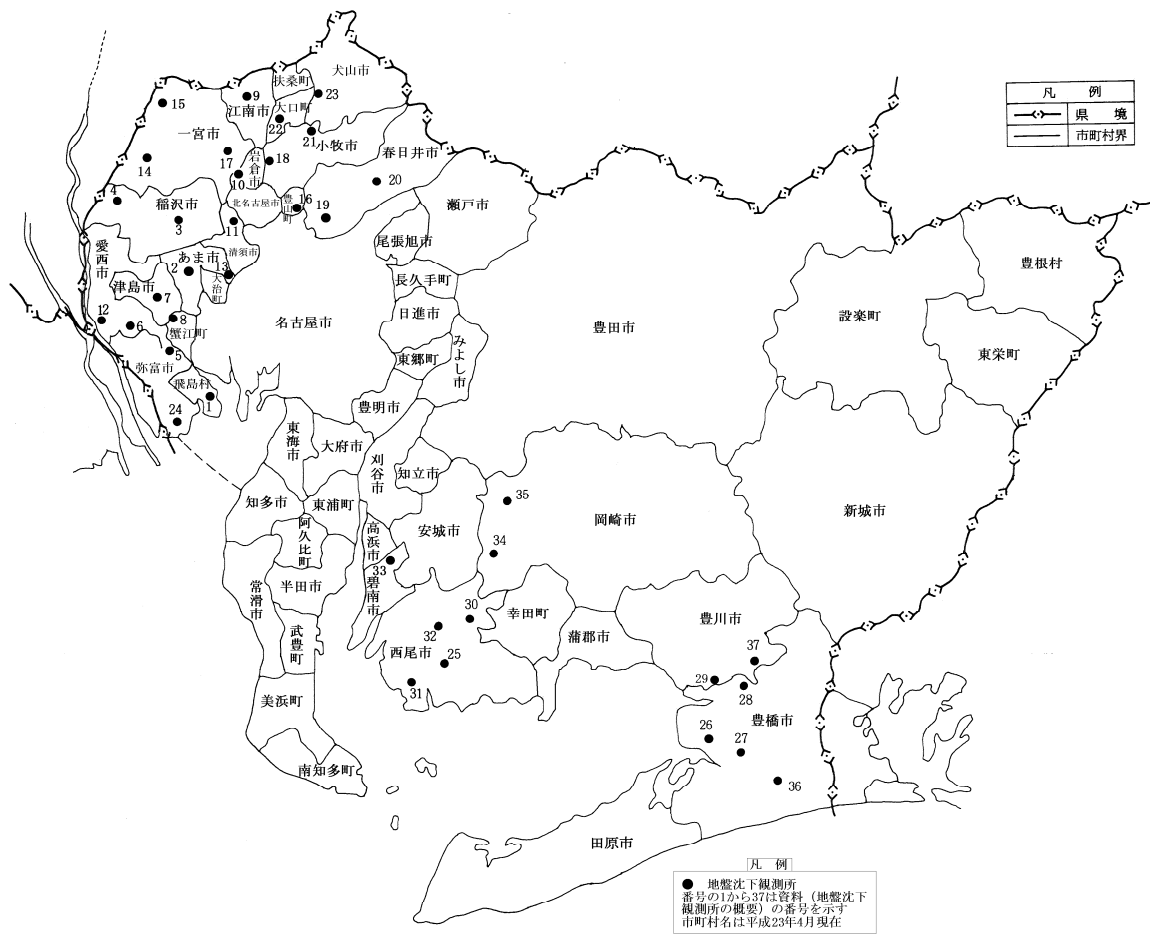 犬山市
扶桑町
23
9
江南市
大口町
22
15
一宮市
21
小牧市
春日井市
17
岩倉市
18
14
10
20
4
稲沢市
3
北名古屋市
豊山町
16
19
11
瀬戸市
尾張旭市
愛西市
あま市
2
清須市
13
大治町
津島市
7
長久手町
12
6
8
蟹江町
名古屋市
日進市
豊田市
設楽町
豊根村
東栄町
5
弥富市
飛島村
1
24
東郷町
みよし市
豊明市
東海市
大府市
刈谷市
知立市
知多市
東浦町
35
岡崎市
新城市
安城市
阿久比町
高浜市
34
33
碧南市
半田市
常滑市
武豊町
30
32
幸田町
蒲郡市
豊川市
西尾市
25
37
31
29
28
美浜町
豊橋市
26
27
南知多町
36
田原市
凡 例
県 境
市町村界
凡 例
● 地盤沈下観測所
番号の1から37は資料（地盤沈下
観測所の概要）の番号を示す
市町村名は平成23年4月現在